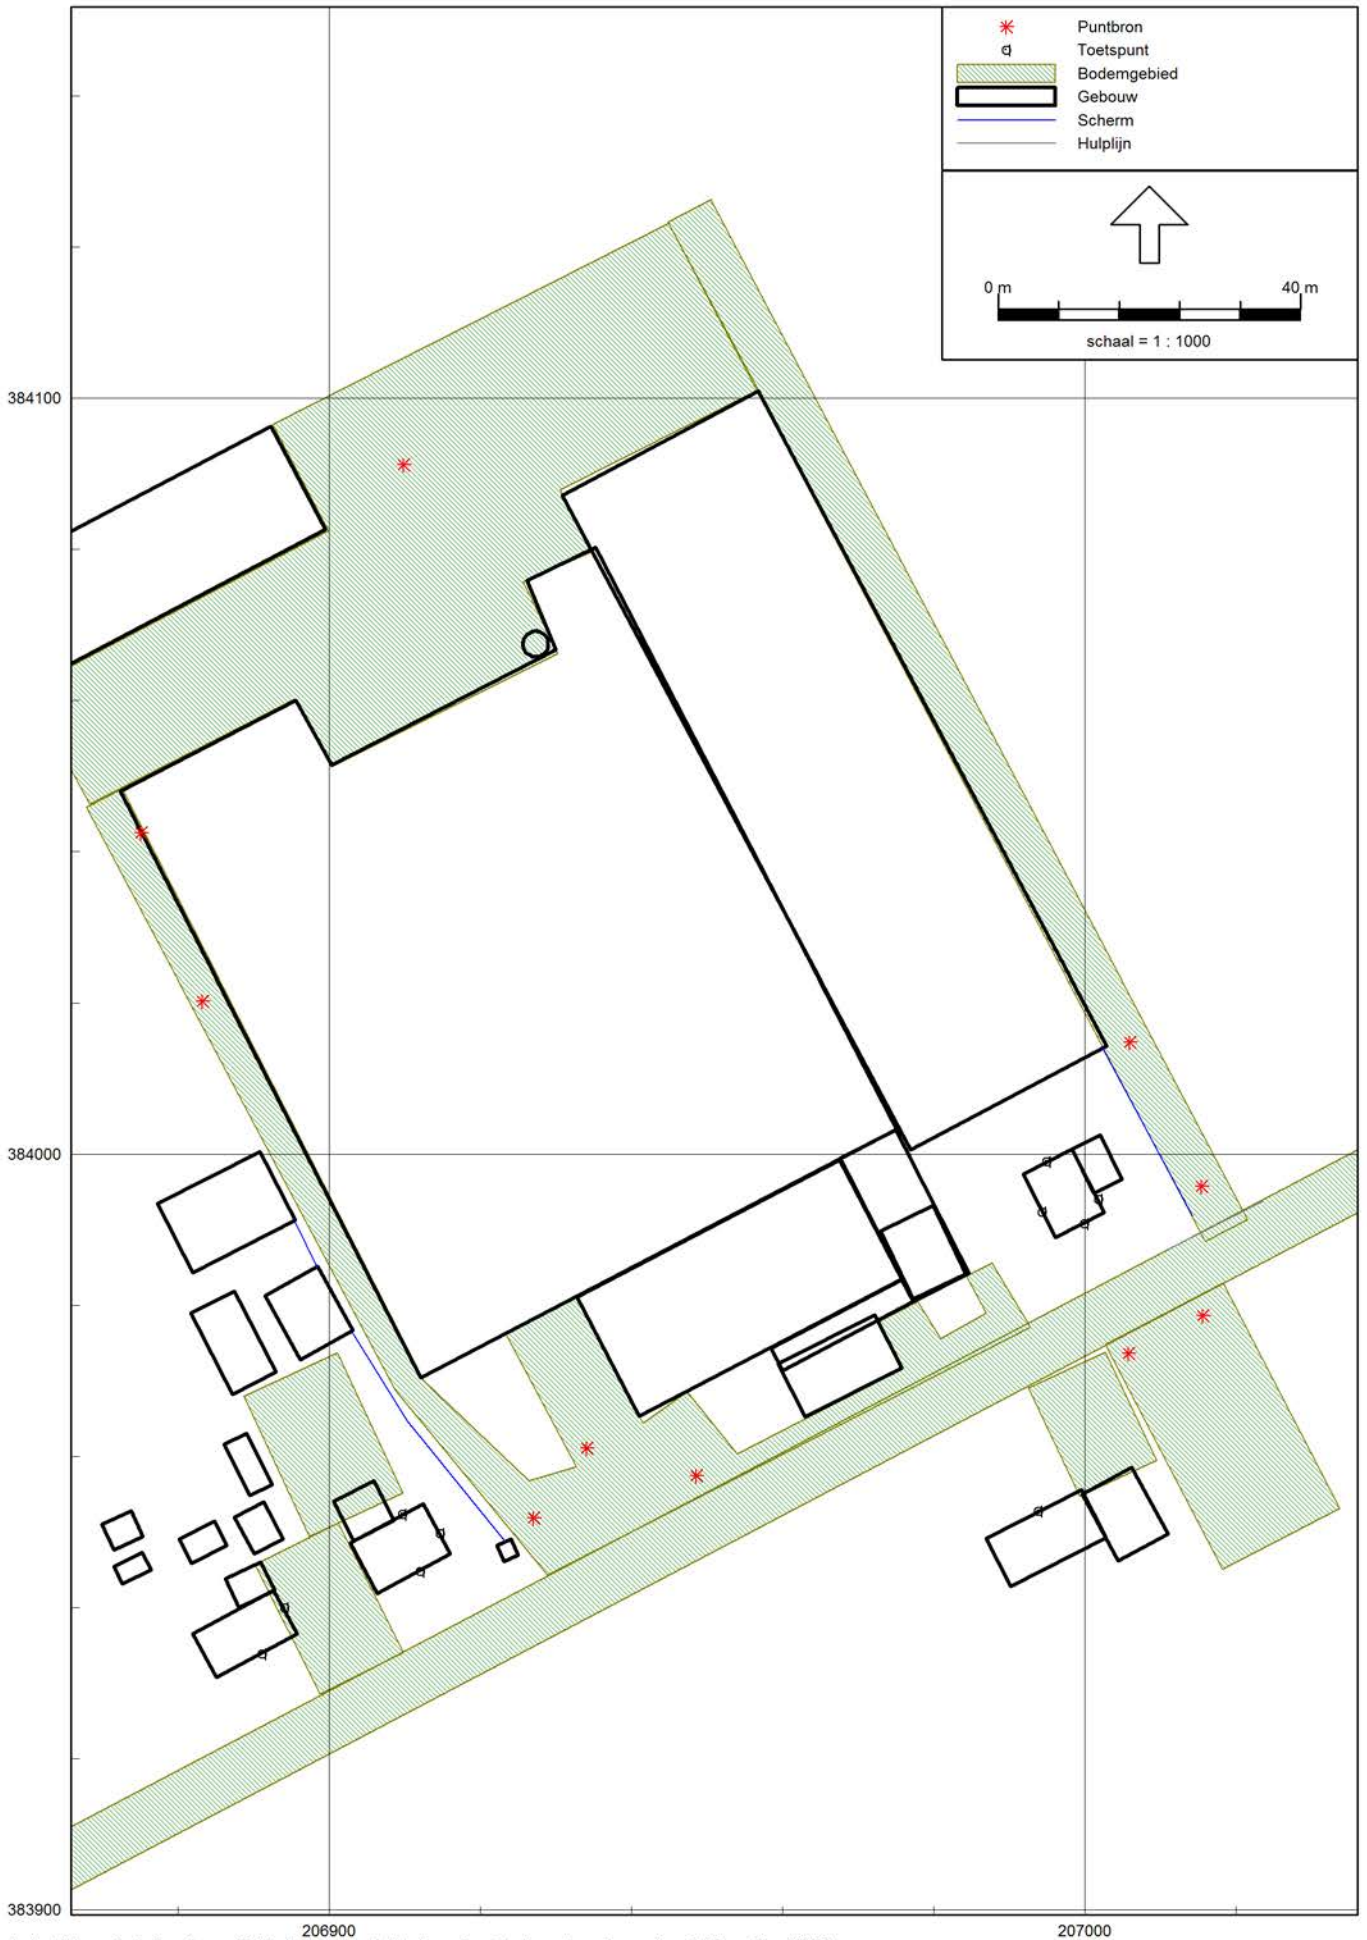 Puntbron
Toetspunt
Bodemgebied
Gebouw
Scherm
Hulplijn
0 m 40 m
schaal = 1 : 1000
384100
384000
383900
206900 207000